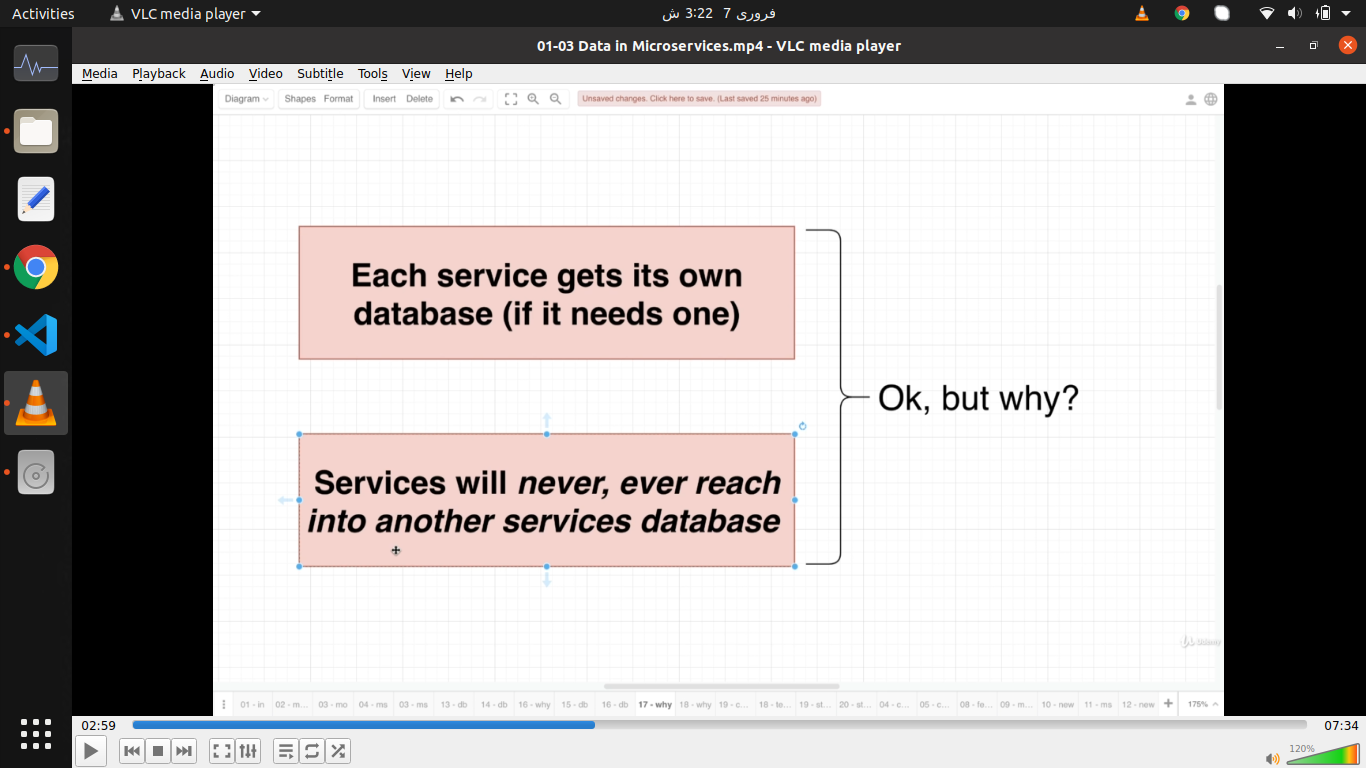 Activities
VLC media player
فروری 7 3:22 ش
01-03 Data in Microservices.mp4 - VLC media player
Media Playback Audio Video Subtitle Tools View Help
Diagram Shapes Format Insert Delete Unsaved changes. Click here to save. (Last saved 25 minutes ago)
Each service gets its own
database (if it needs one)
Ok, but why?
Services will never, ever reach
into another services database
Udemy
01 - in 02 - m... 03 - mo 04 - ms 03 - ms 13 - db 14 - db 16 - why 15 - db 16 - db 17 - why 18 - why 19 - c... 18 - te... 19 - st... 20 - st... 04 - c... 05 - c... 08 - fe... 09 - m... 10 - new 11 - ms 12 - new 175%
02:59 07:34
120%